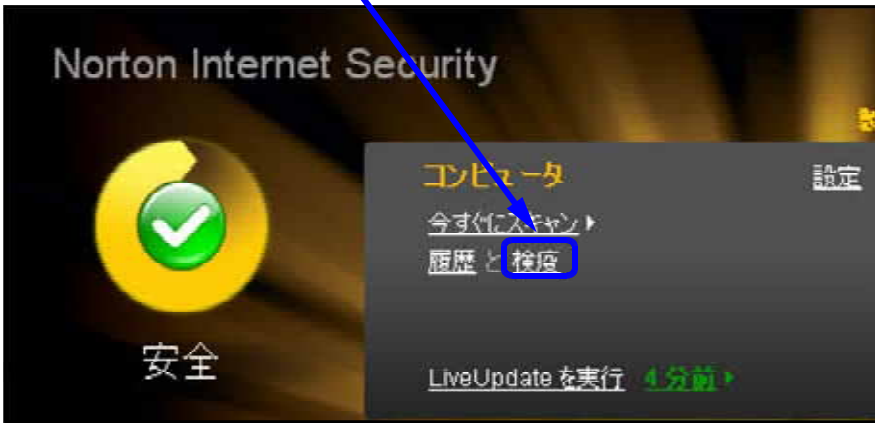 Norton Internet Security
コンピュータ 設定
今すぐにスキャン
履歴 と 検疫
安全
LiveUpdate を実行 4 分前